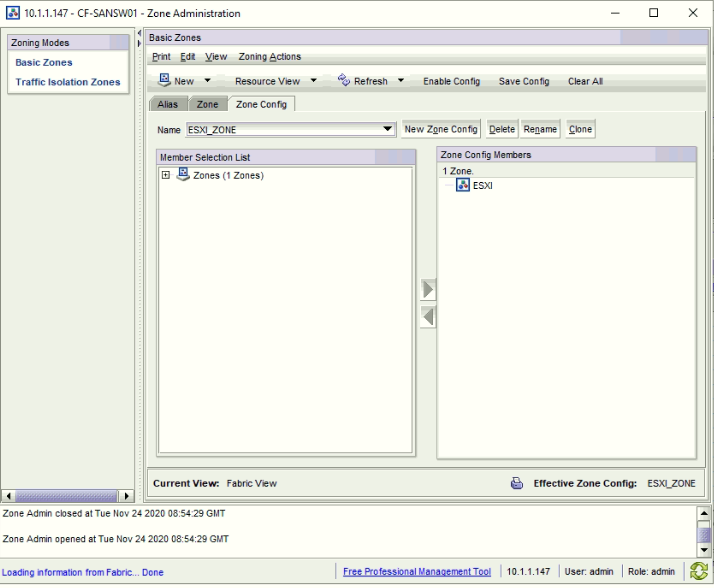 10.1.1.147 - CF-SANSW01 - Zone Administration
Zoning Modes
Basic Zones
Traffic Isolation Zones
Basic Zones
Print Edit View Zoning Actions
New Resource View Refresh Enable Config Save Config Clear All
Alias Zone Zone Config
Name ESXI_ZONE New Zone Config Delete Rename Clone
Member Selection List
Zones (1 Zones)
Zone Config Members
1 Zone.
ESXI
Current View: Fabric View Effective Zone Config: ESXI_ZONE
Zone Admin closed at Tue Nov 24 2020 08:54:29 GMT
Zone Admin opened at Tue Nov 24 2020 08:54:29 GMT
Loading information from Fabric... Done Free Professional Management Tool 10.1.1.147 User: admin Role: admin